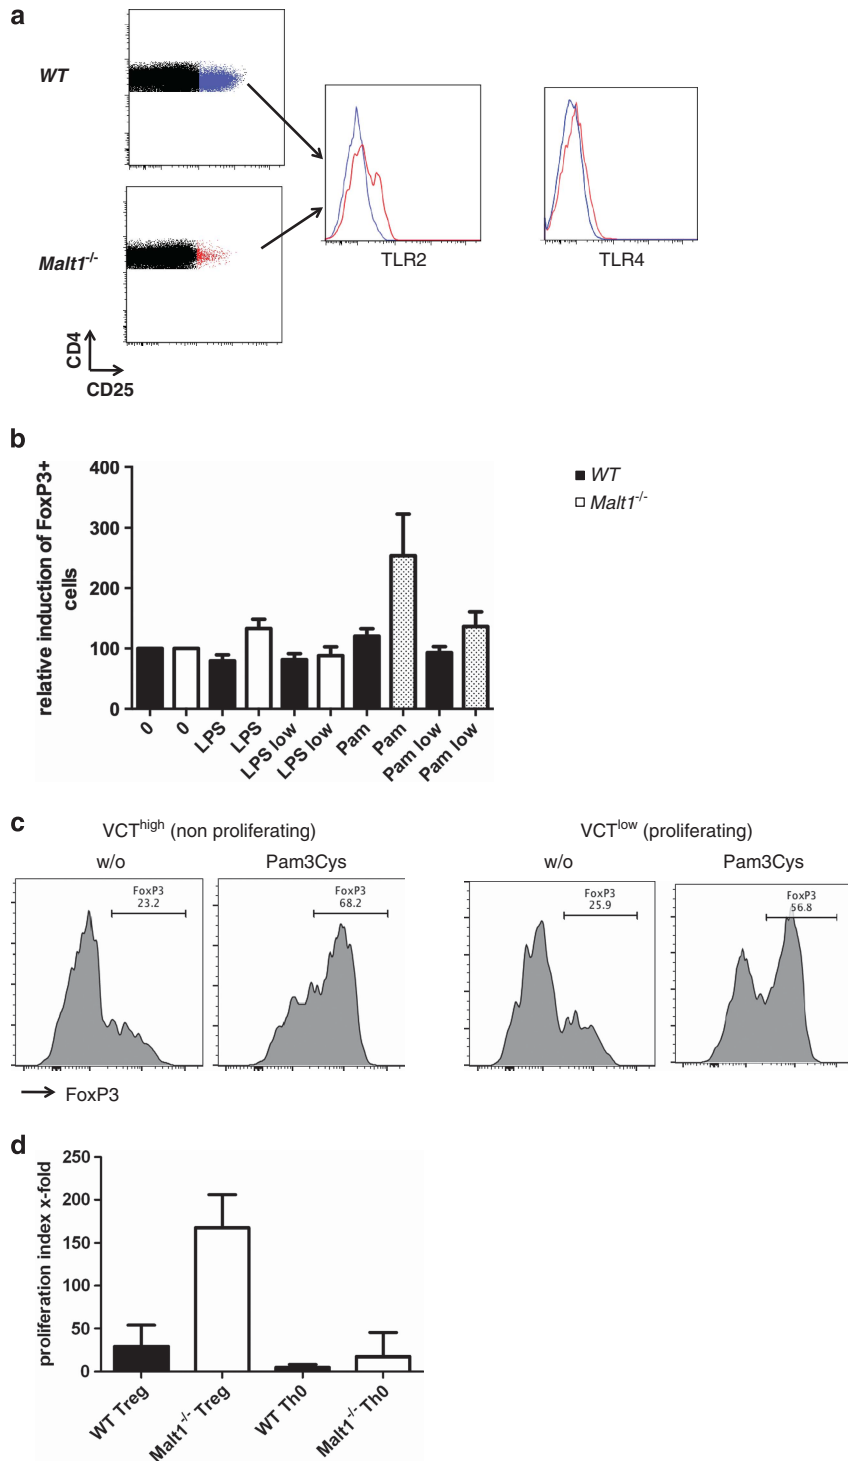 a
WT
Malt1-/-
CD4
CD25
TLR2
TLR4
b
relative induction of FoxP3+
cells
400
300
200
100
0
0
0
LPS
LPS
LPS low
LPS low
Pam
Pam
Pam low
Pam low
WT
Malt1-/-
c
VCThigh (non proliferating)
VCTlow (proliferating)
w/o
Pam3Cys
w/o
Pam3Cys
FoxP3
23.2
FoxP3
68.2
FoxP3
25.9
FoxP3
56.8
FoxP3
d
proliferation index x-fold
250
200
150
100
50
0
WT Treg
Malt1-/- Treg
WT Th0
Malt1-/- Th0